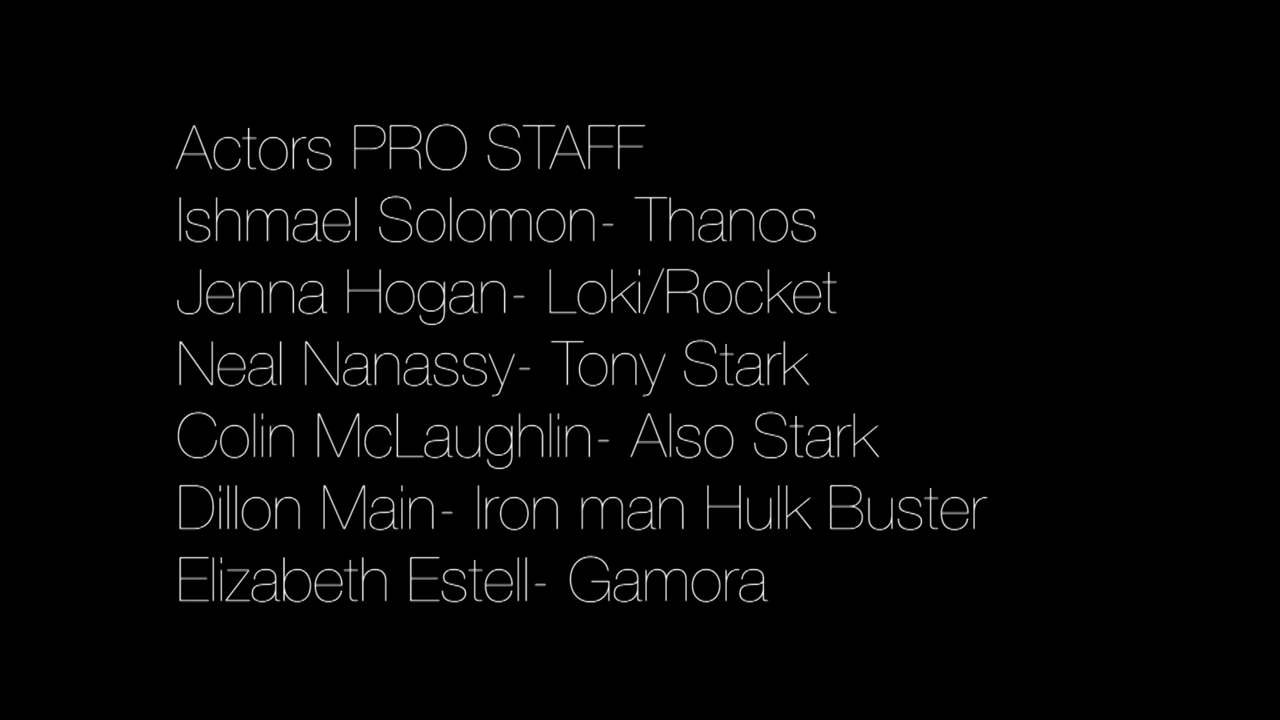 Actors PRO STAFF
Ishmael Solomon- Thanos
Jenna Hogan- Loki/Rocket
Neal Nanassy- Tony Stark
Colin McLaughlin- Also Stark
Dillon Main- Iron man Hulk Buster
Elizabeth Estell- Gamora